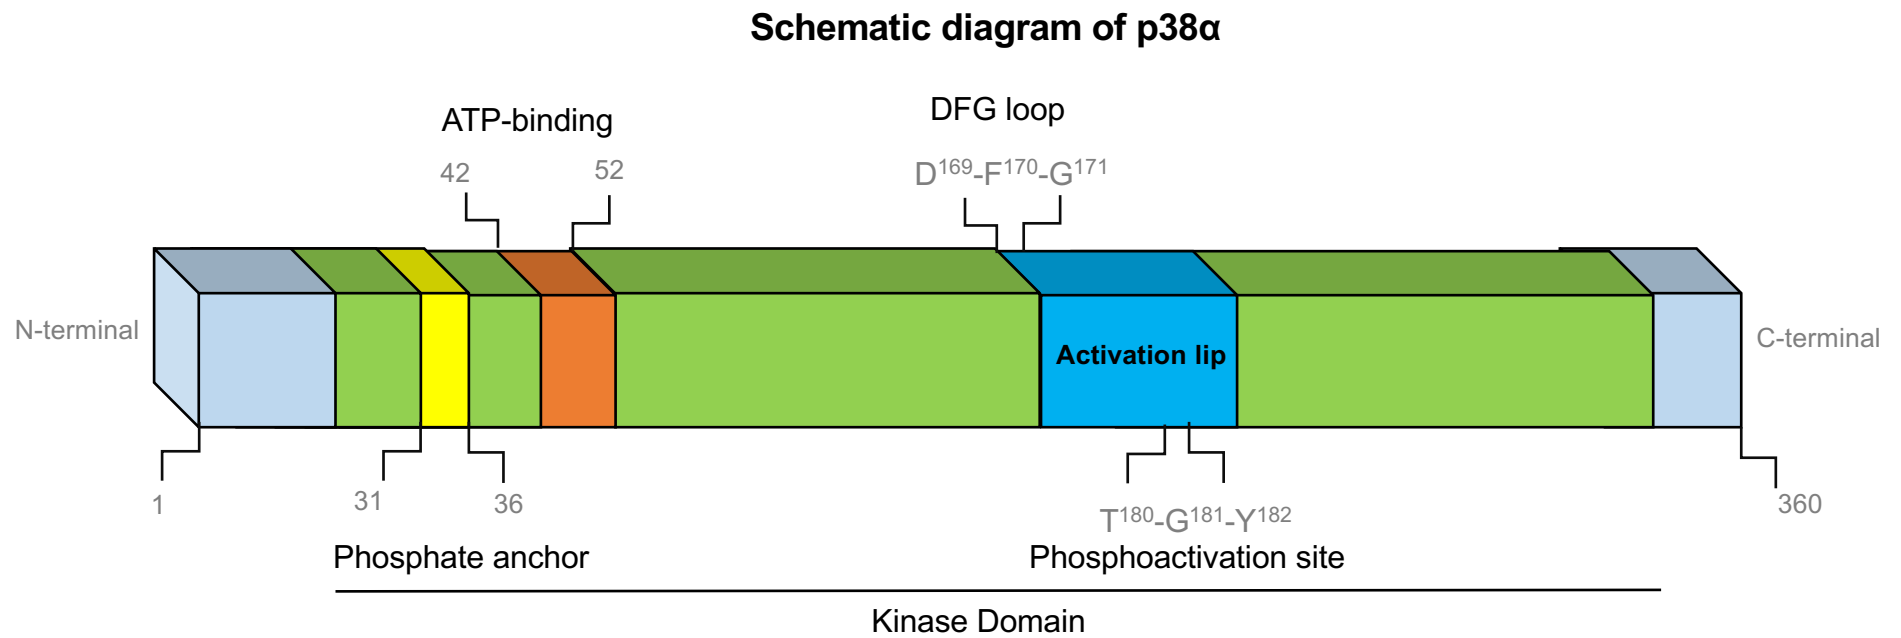 Schematic diagram of p38α
ATP-binding
DFG loop
42
52
D¹⁶⁹-F¹⁷⁰-G¹⁷¹
N-terminal
Activation lip
C-terminal
1
31
36
T¹⁸⁰-G¹⁸¹-Y¹⁸²
360
Phosphate anchor
Phosphoactivation site
Kinase Domain